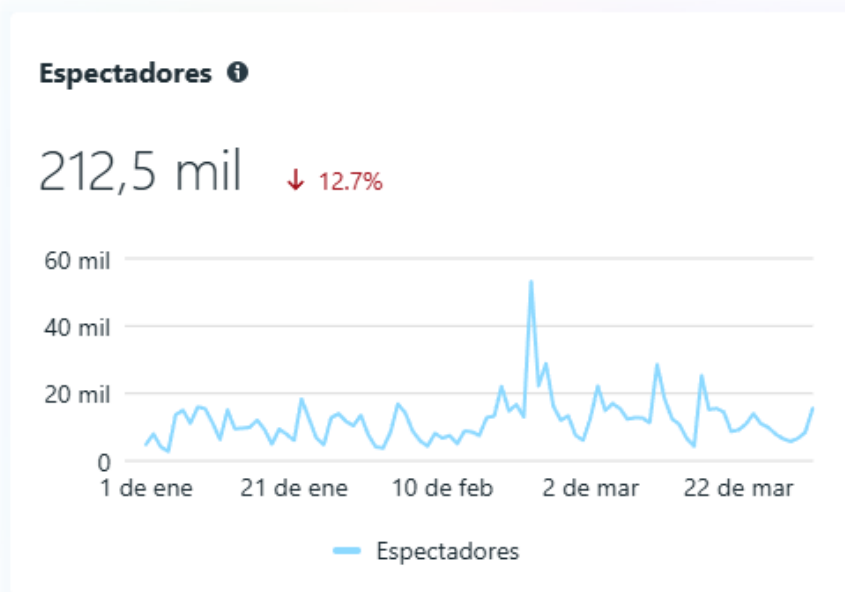 Espectadores
212,5 mil ↓ 12.7%
60 mil
40 mil
20 mil
0
1 de ene 21 de ene 10 de feb 2 de mar 22 de mar
Espectadores